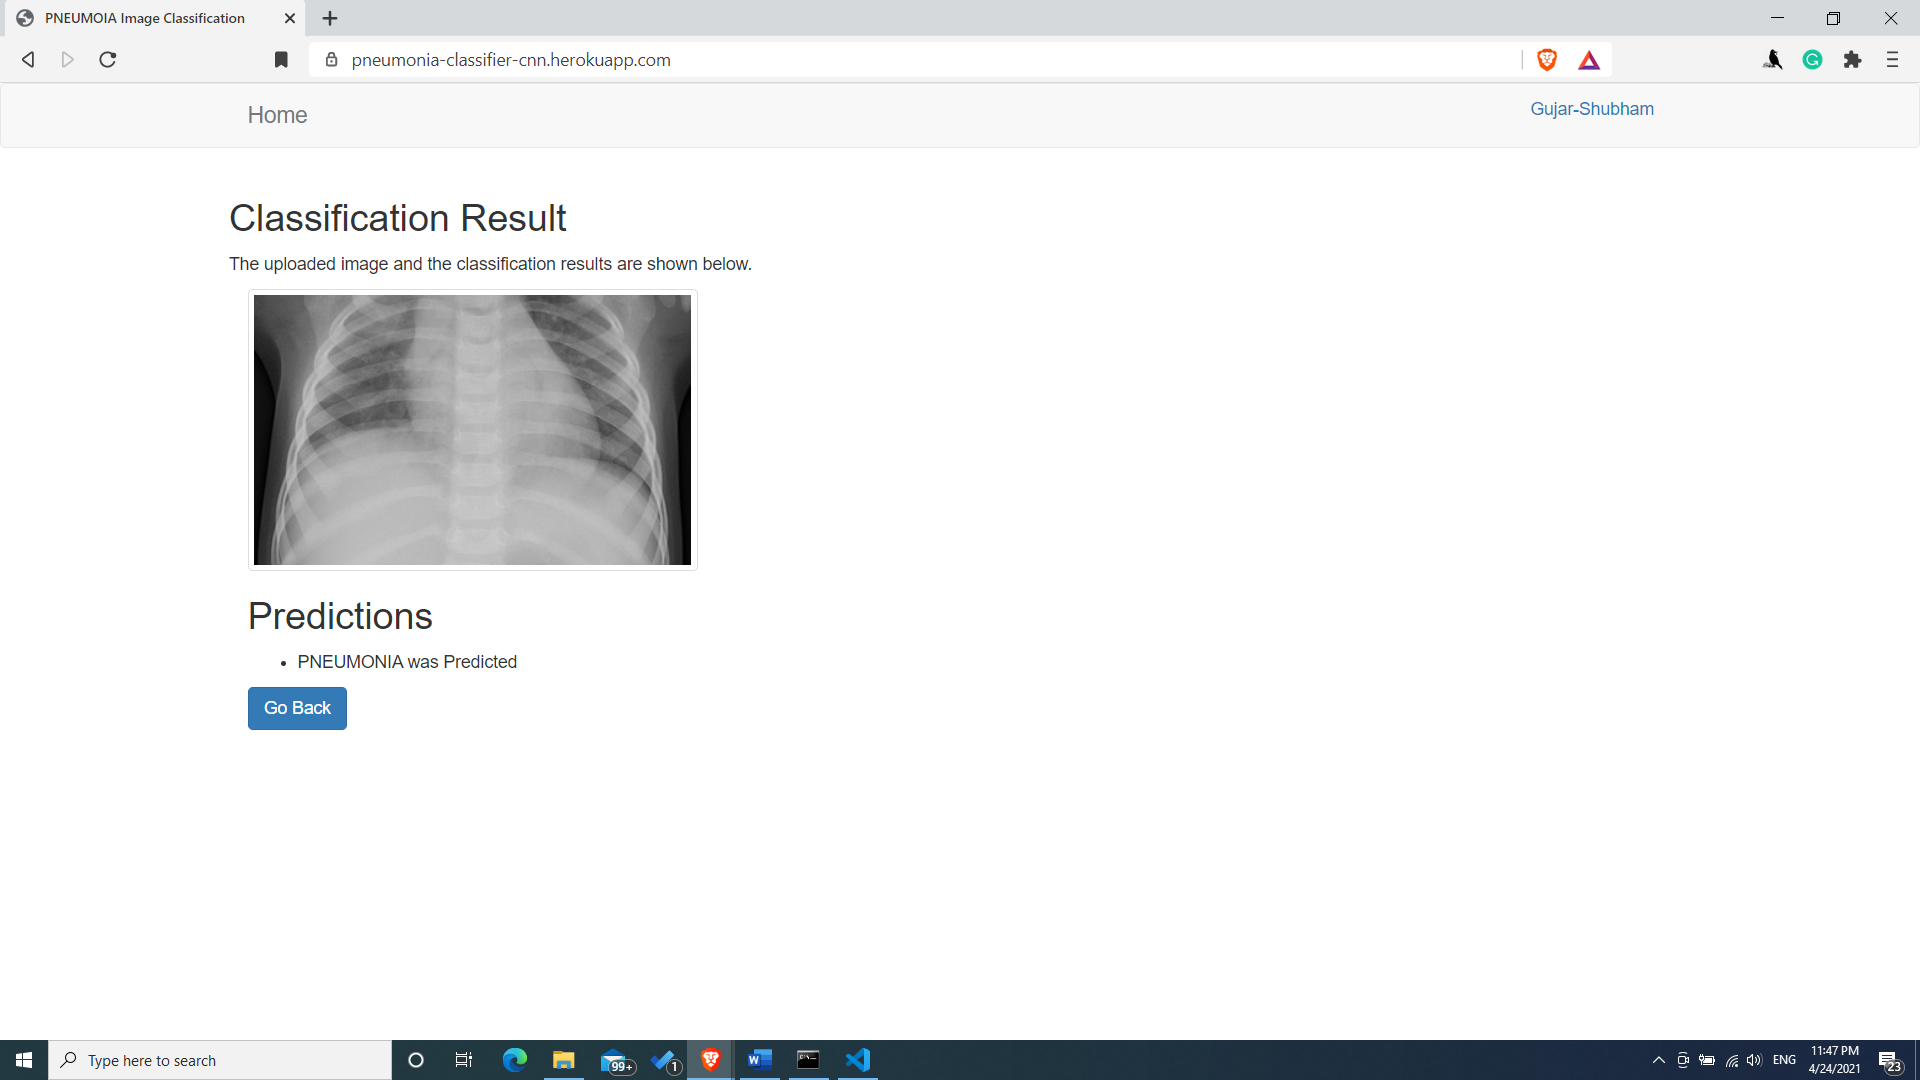 PNEUMOIA Image Classification
pneumonia-classifier-cnn.herokuapp.com
Home
Gujar-Shubham
Classification Result
The uploaded image and the classification results are shown below.
Predictions
• PNEUMONIA was Predicted
Go Back
Type here to search
99+
1
ENG
11:47 PM
4/24/2021
23